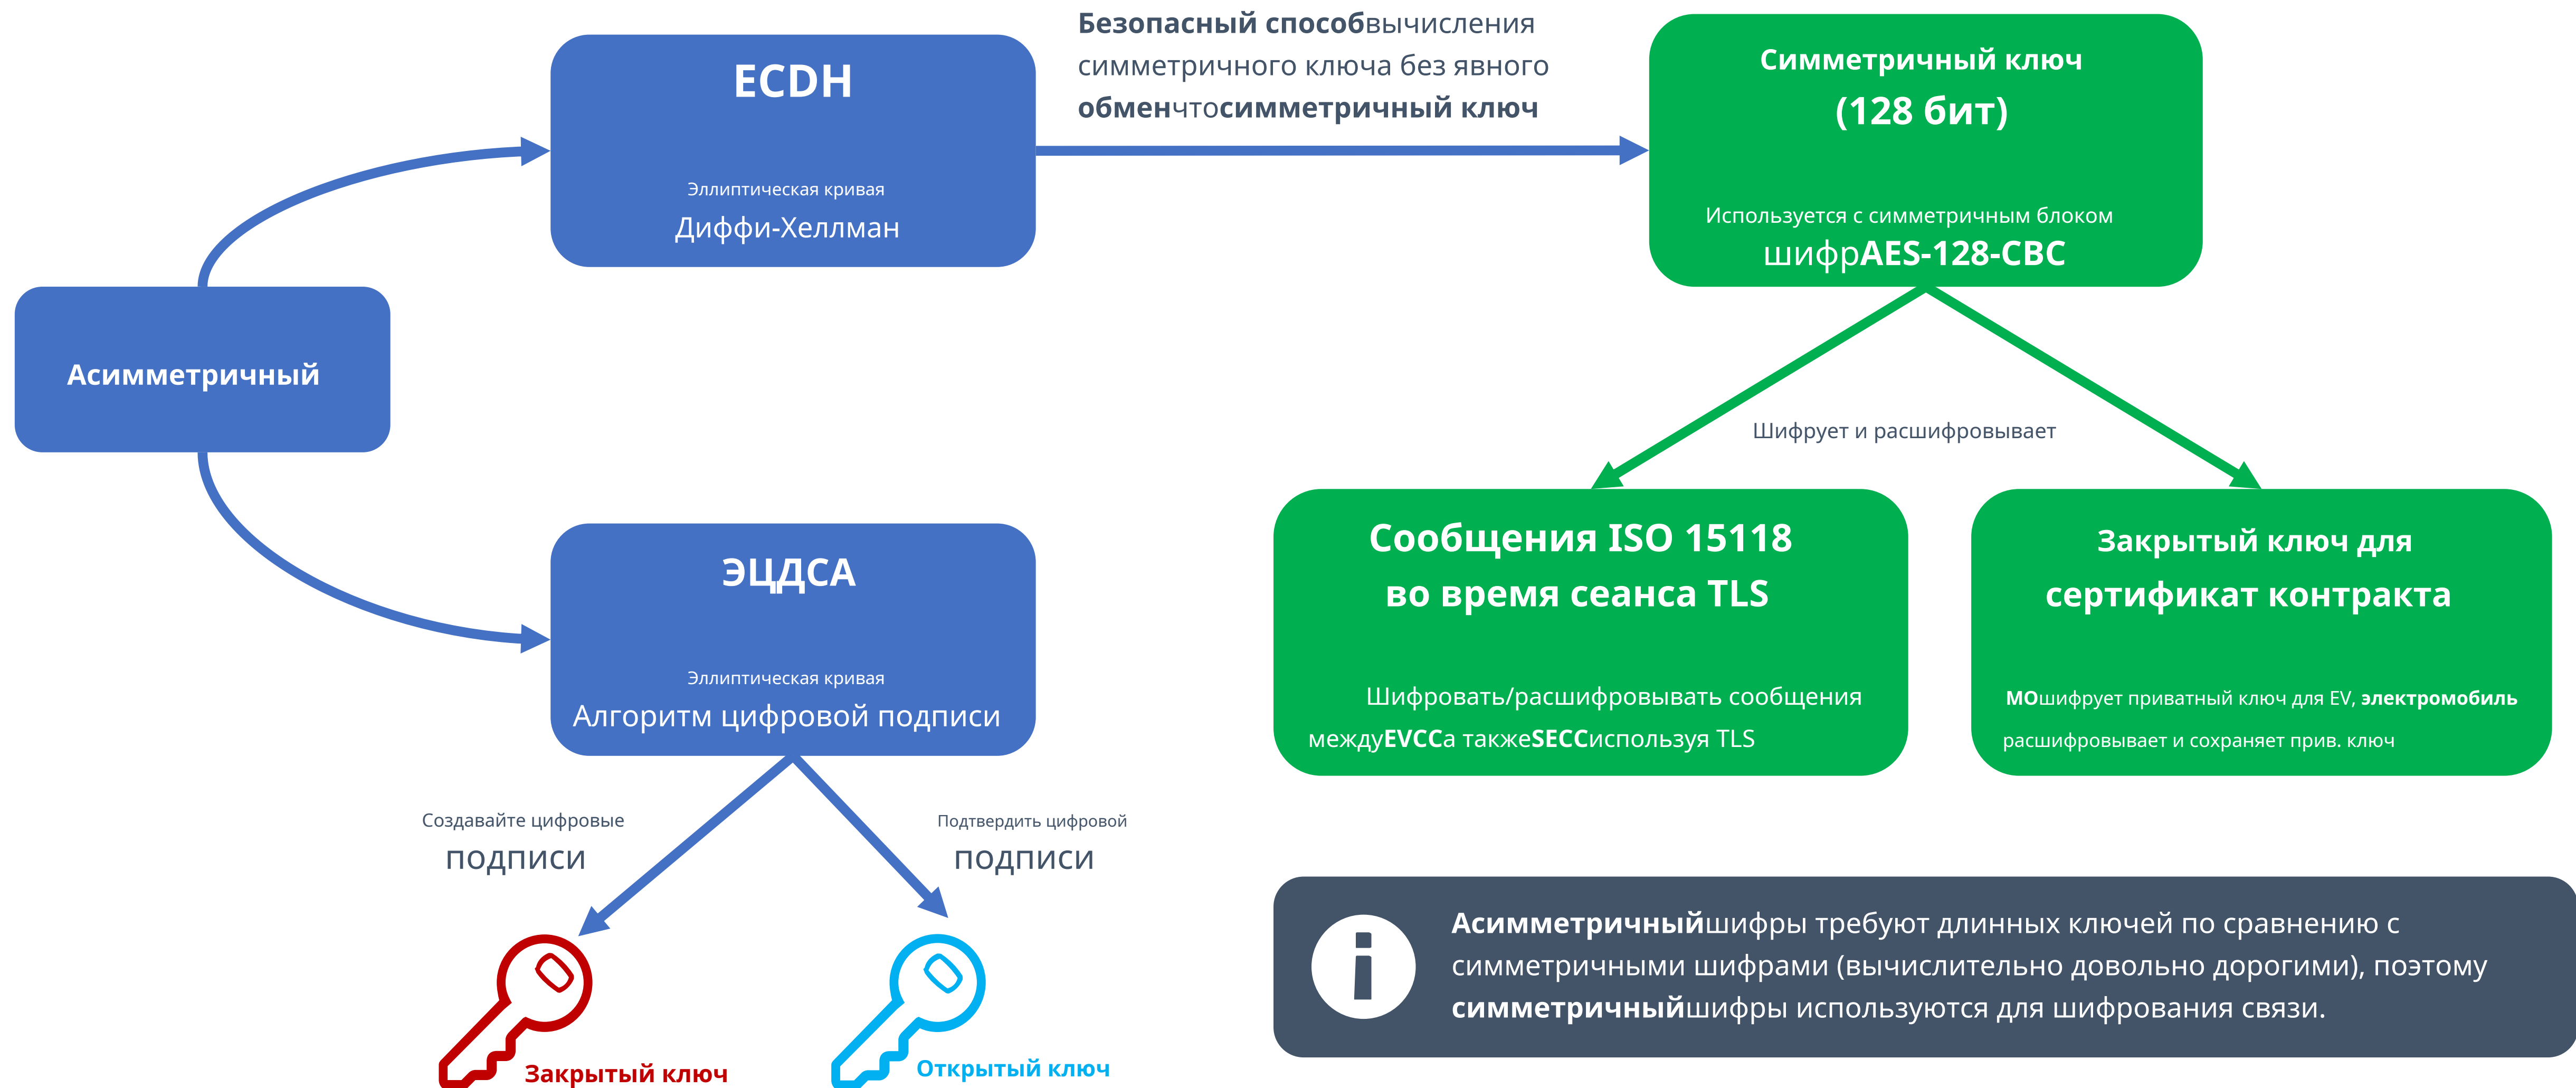 Безопасный способвычисления
симметричного ключа без явного
обменчтосимметричный ключ
ECDH
Эллиптическая кривая
Диффи-Хеллман
Симметричный ключ
(128 бит)
Используется с симметричным блоком
шифрAES-128-CBC
Асимметричный
Шифрует и расшифровывает
ЭЦДСА
Эллиптическая кривая
Алгоритм цифровой подписи
Сообщения ISO 15118
во время сеанса TLS
Шифровать/расшифровывать сообщения
междуEVCCа такжеSECCиспользуя TLS
Закрытый ключ для
сертификат контракта
МОшифрует приватный ключ для EV, электромобиль
расшифровывает и сохраняет прив. ключ
Создавайте цифровые
подписи
Подтвердить цифровой
подписи
Закрытый ключ
Открытый ключ
Асимметричныйшифры требуют длинных ключей по сравнению с
симметричными шифрами (вычислительно довольно дорогими), поэтому
симметричныйшифры используются для шифрования связи.